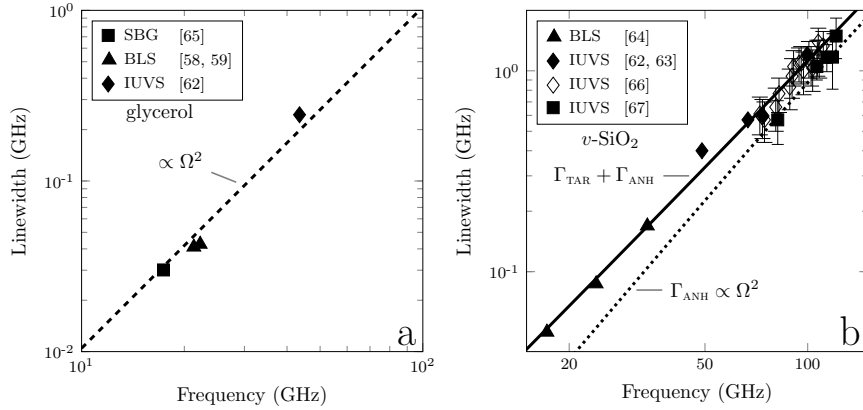 10^0
10^{-1}
10^{-2}
Linewidth (GHz)
SBG [65]
BLS [58, 59]
IUVS [62]
glycerol
∝ Ω^2
a
10^1
10^2
Frequency (GHz)
10^0
10^{-1}
Linewidth (GHz)
BLS [64]
IUVS [62, 63]
IUVS [66]
IUVS [67]
v-SiO_2
Γ_TAR + Γ_ANH
Γ_ANH ∝ Ω^2
b
20
50
100
Frequency (GHz)